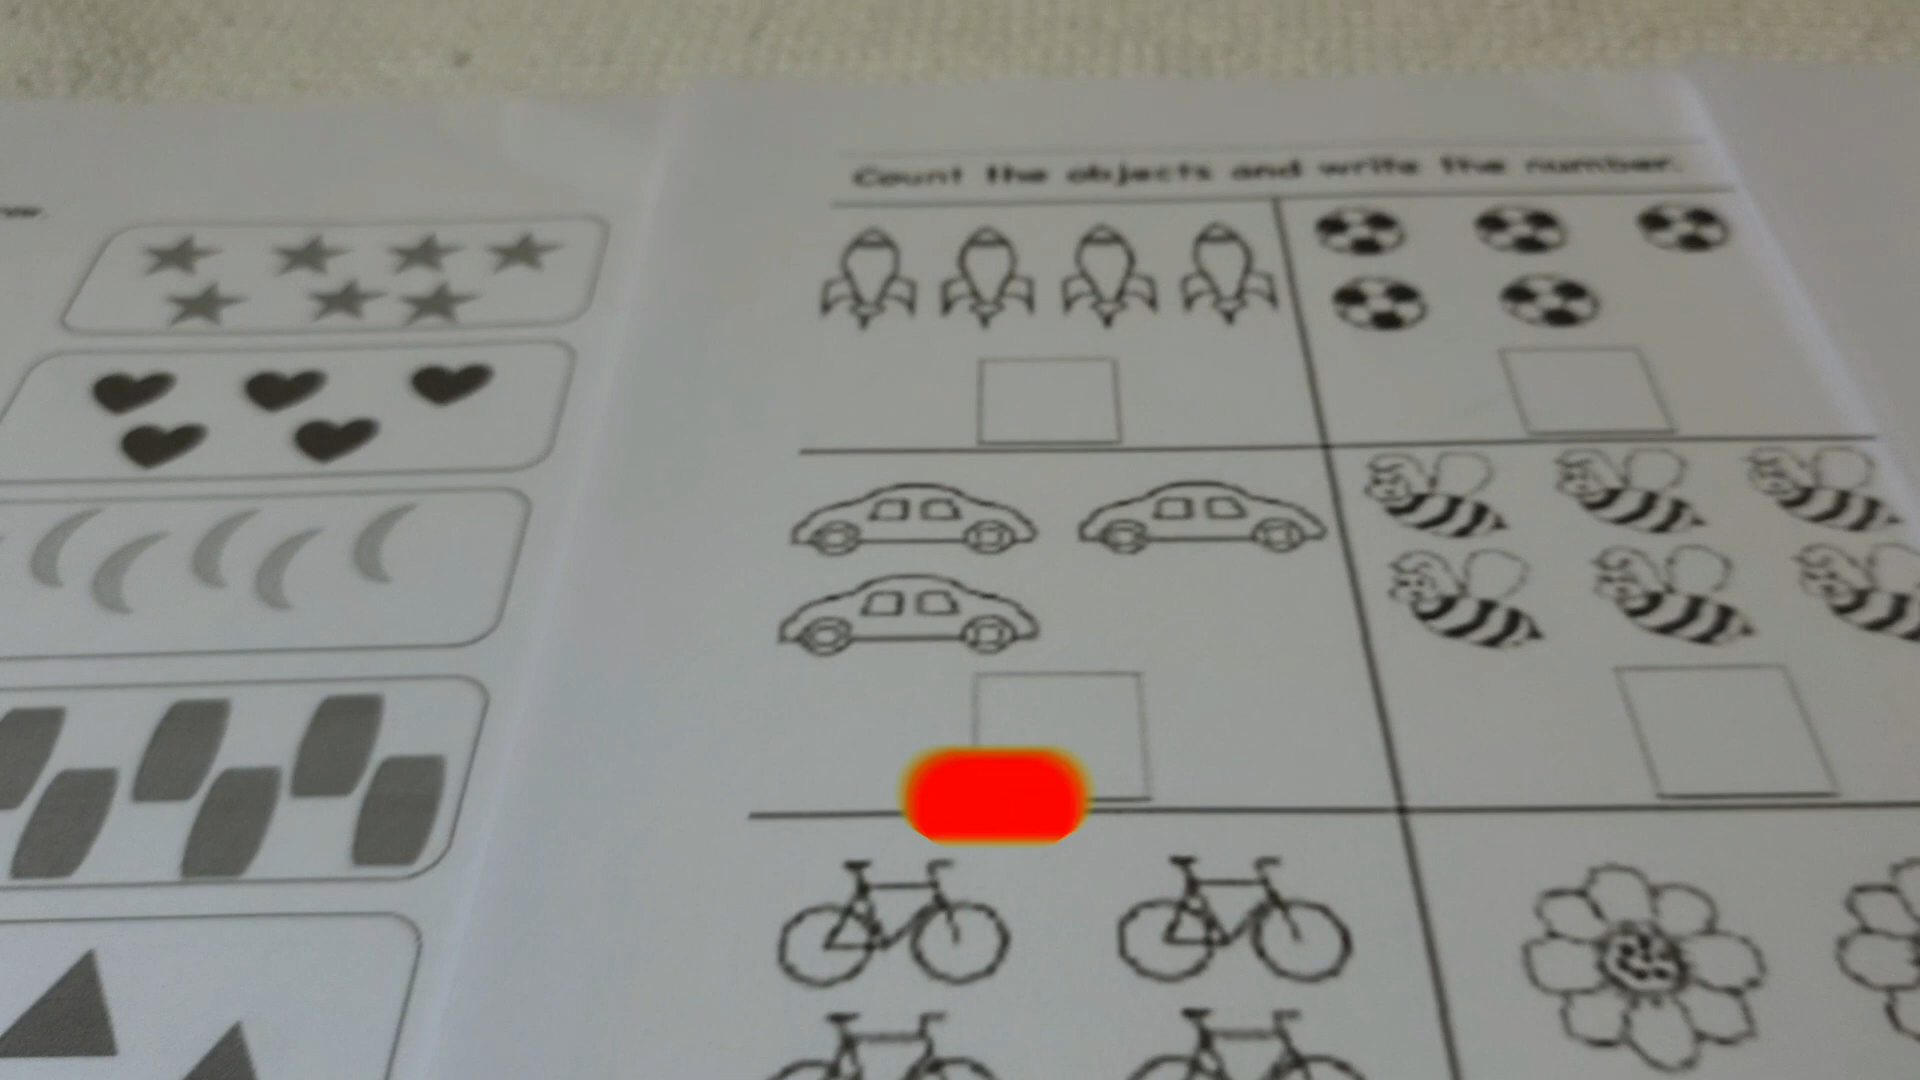 Count the objects and write the number.